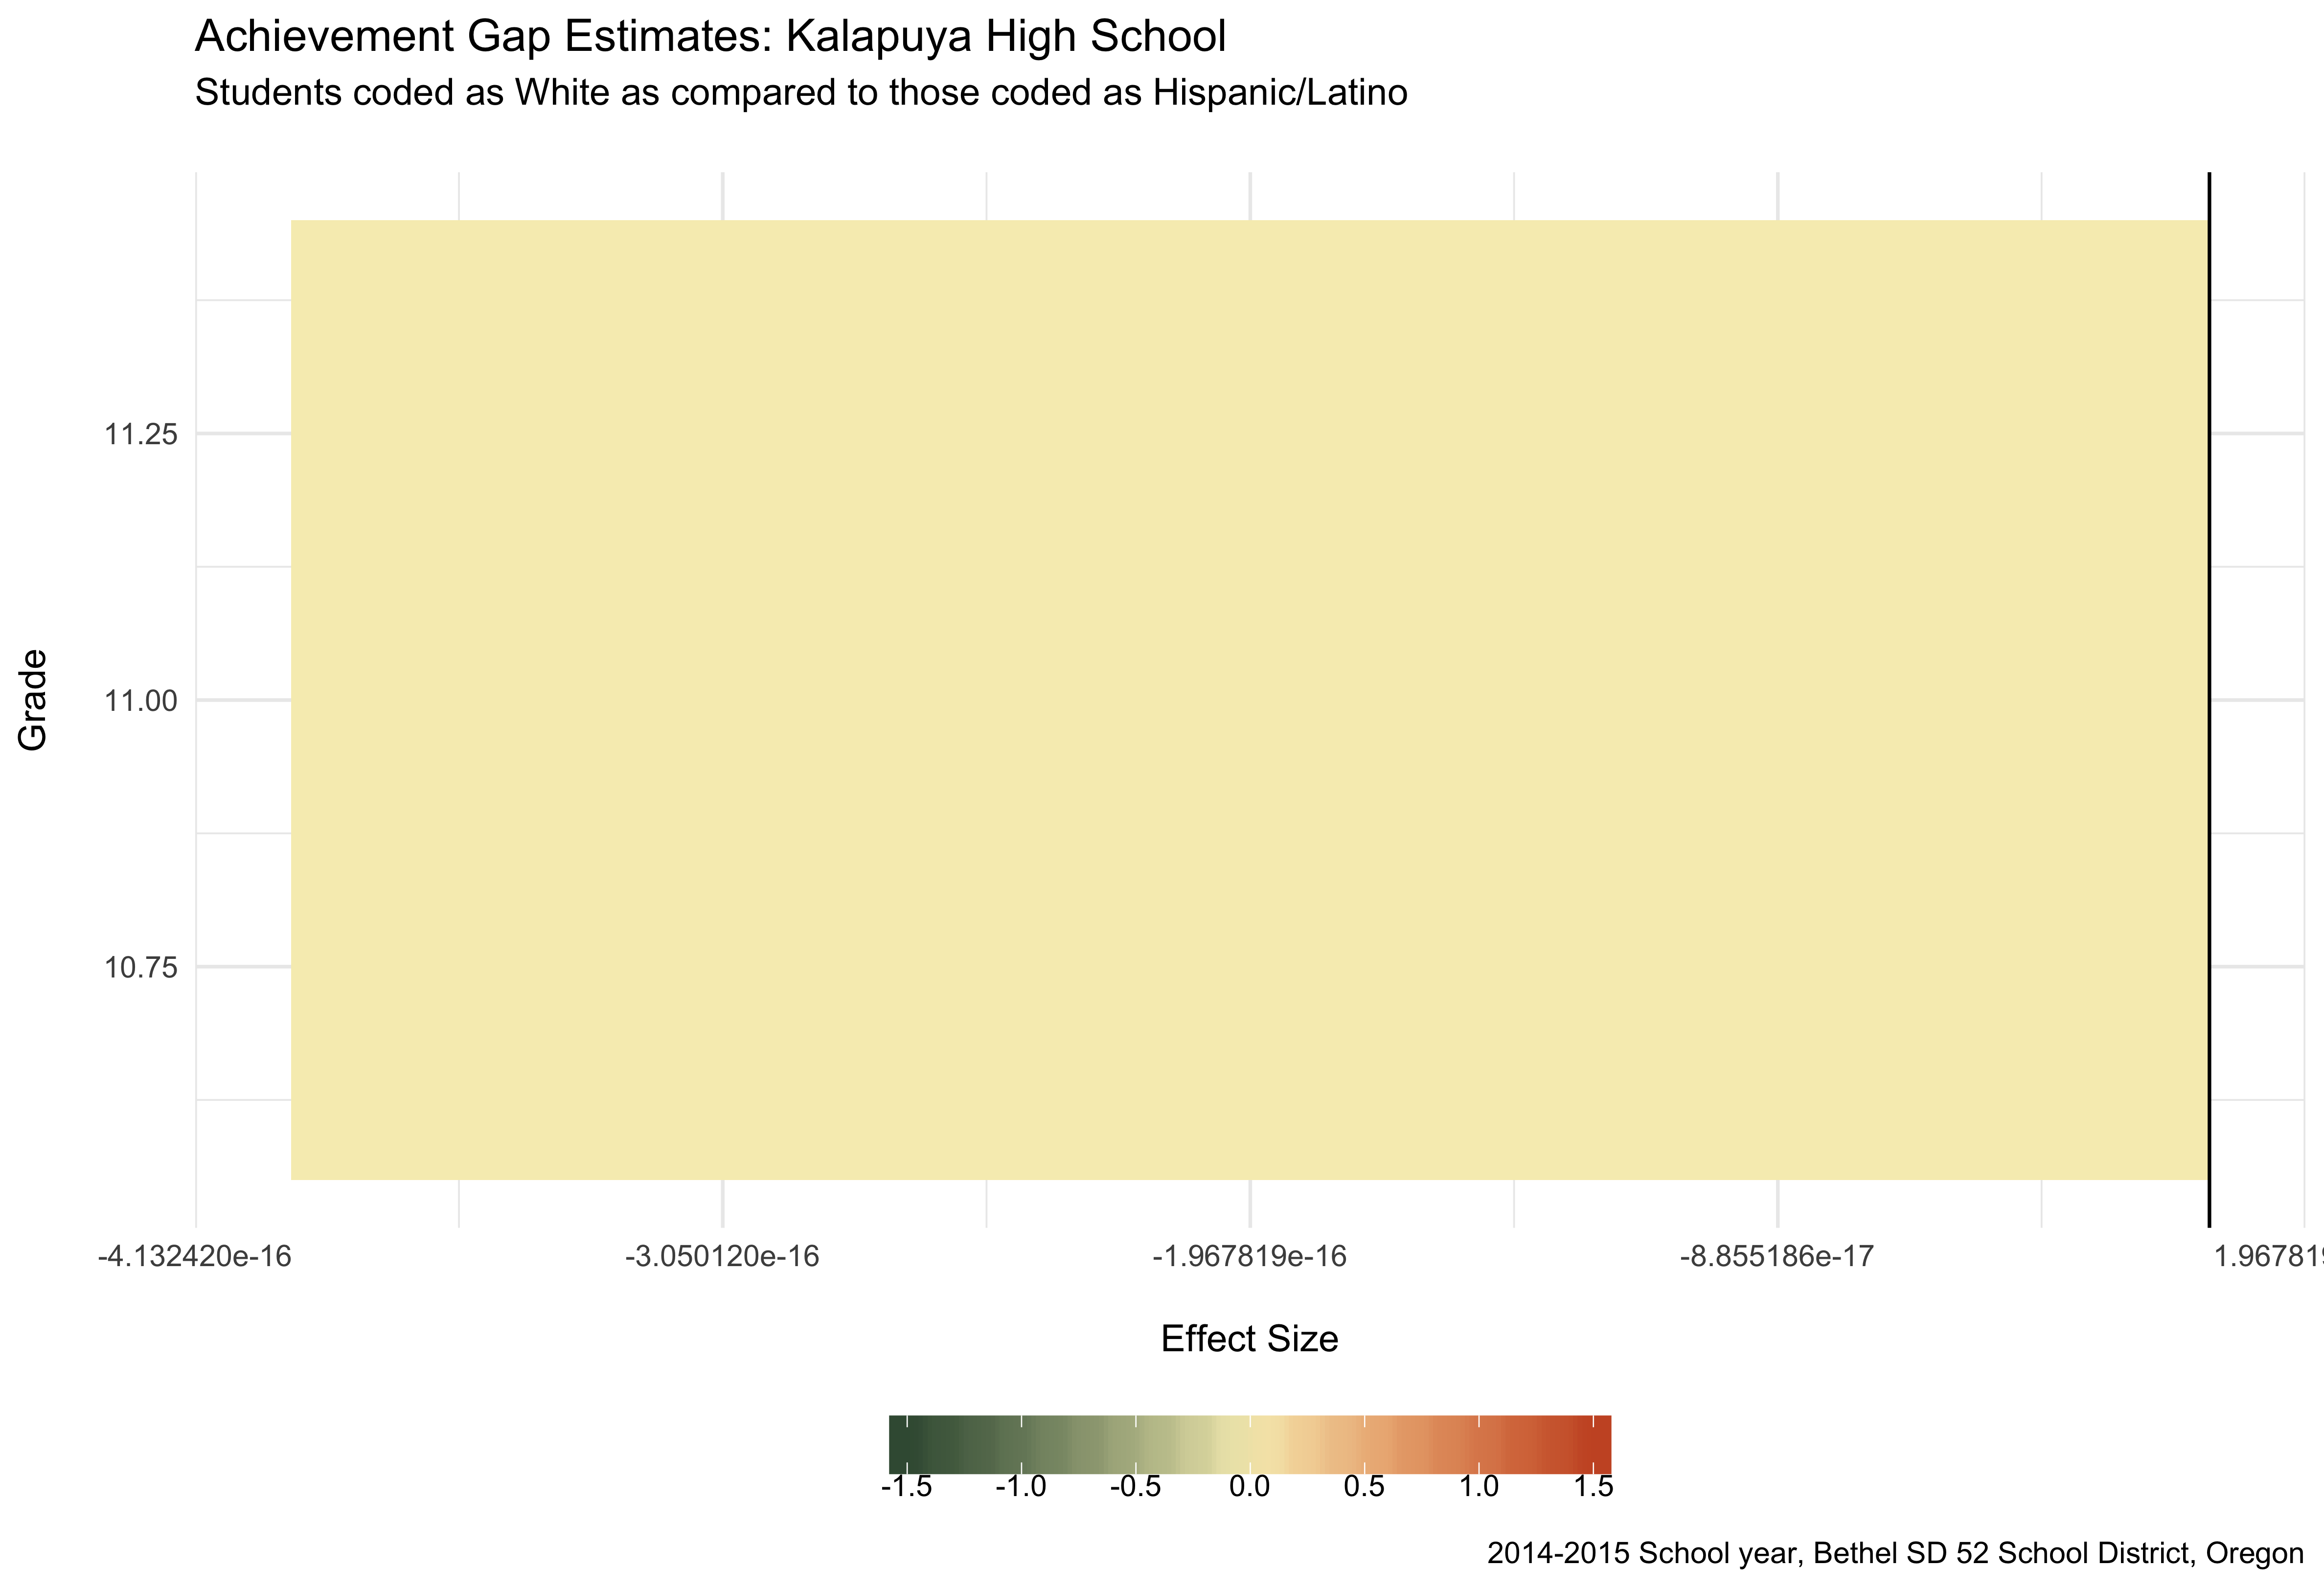 Achievement Gap Estimates: Kalapuya High School
Students coded as White as compared to those coded as Hispanic/Latino
11.25
11.00
10.75
Grade
-4.132420e-16 -3.050120e-16 -1.967819e-16 -8.855186e-17 1.967819
Effect Size
-1.5 -1.0 -0.5 0.0 0.5 1.0 1.5
2014-2015 School year, Bethel SD 52 School District, Oregon